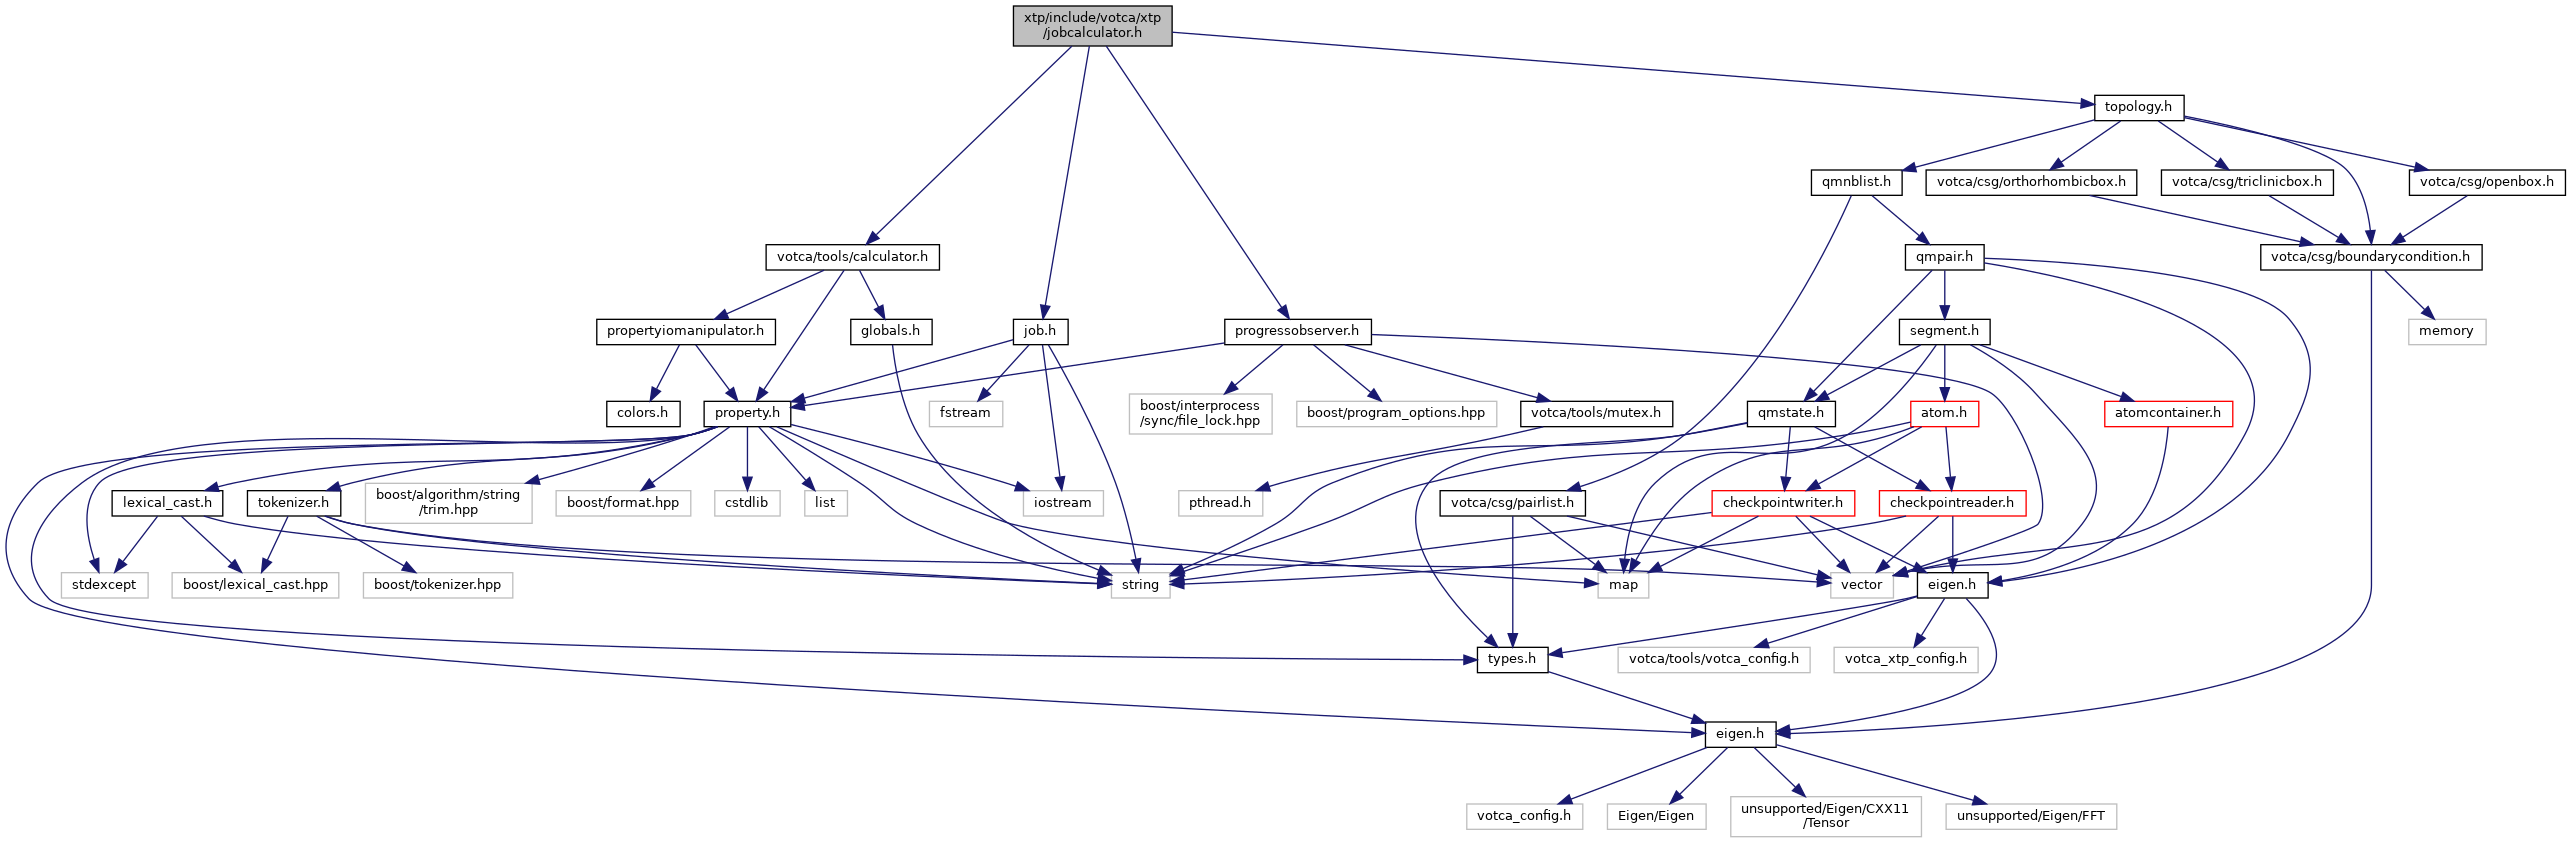 xtp/include/votca/xtp
/jobcalculator.h
topology.h
qmnblist.h
votca/csg/orthorhombicbox.h
votca/csg/triclinicbox.h
votca/csg/openbox.h
votca/tools/calculator.h
qmpair.h
votca/csg/boundarycondition.h
propertyiomanipulator.h
globals.h
job.h
progressobserver.h
segment.h
memory
colors.h
property.h
fstream
boost/interprocess
/sync/file_lock.hpp
boost/program_options.hpp
votca/tools/mutex.h
qmstate.h
atom.h
atomcontainer.h
lexical_cast.h
tokenizer.h
boost/algorithm/string
/trim.hpp
boost/format.hpp
cstdlib
list
iostream
pthread.h
votca/csg/pairlist.h
checkpointwriter.h
checkpointreader.h
stdexcept
boost/lexical_cast.hpp
boost/tokenizer.hpp
string
map
vector
eigen.h
types.h
votca/tools/votca_config.h
votca_xtp_config.h
eigen.h
votca_config.h
Eigen/Eigen
unsupported/Eigen/CXX11
/Tensor
unsupported/Eigen/FFT